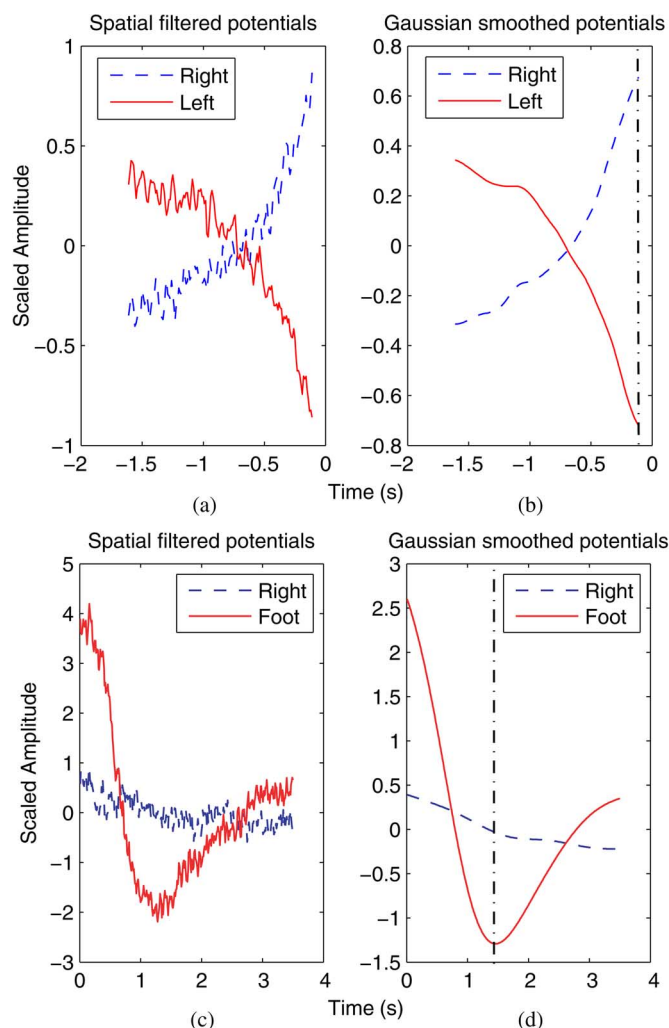 Spatial filtered potentials
Gaussian smoothed potentials
1
0.5
0
−0.5
−1
Scaled Amplitude
Right
Left
−2 −1.5 −1 −0.5 0
0.8
0.6
0.4
0.2
0
−0.2
−0.4
−0.6
−0.8
Right
Left
−2 −1.5 −1 −0.5 0
Time (s)
(a)
(b)
Spatial filtered potentials
Gaussian smoothed potentials
5
4
3
2
1
0
−1
−2
−3
Scaled Amplitude
Right
Foot
0 1 2 3 4
Time (s)
(c)
3
2.5
2
1.5
1
0.5
0
−0.5
−1
−1.5
Right
Foot
0 1 2 3 4
Time (s)
(d)